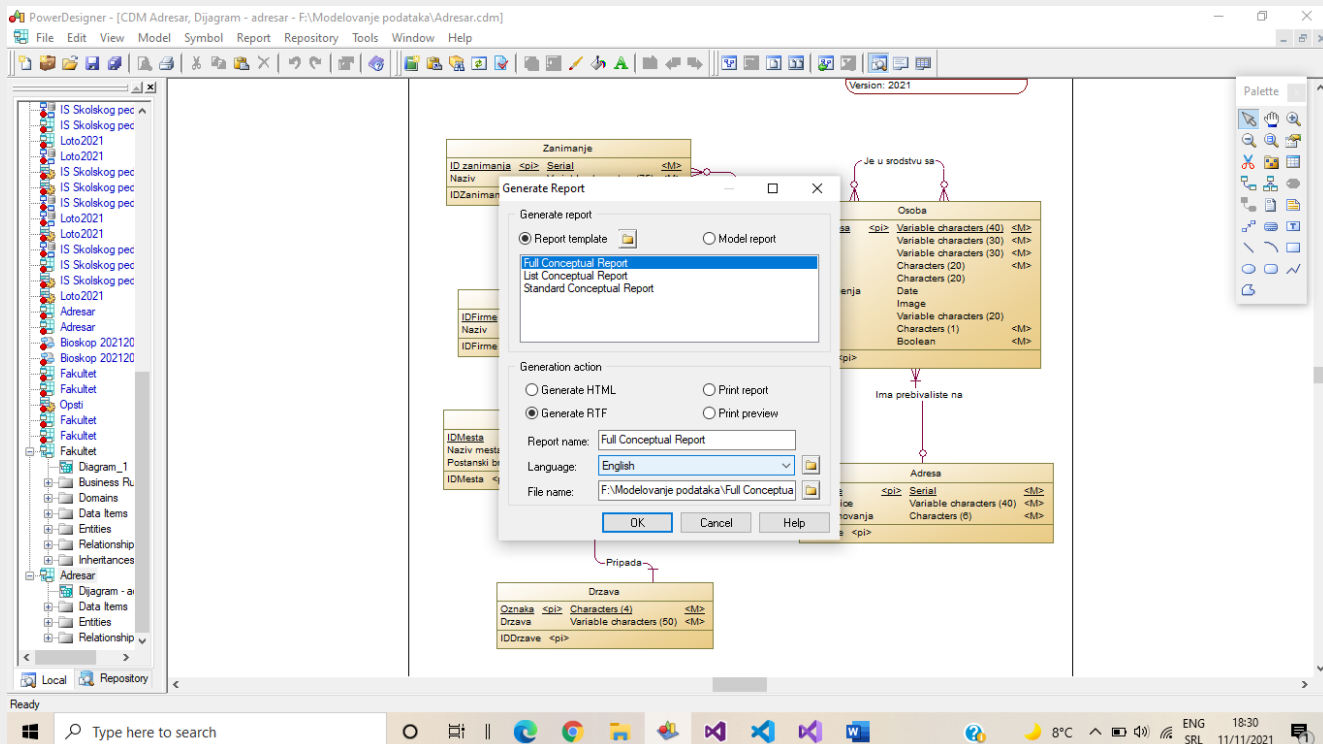 PowerDesigner - [CDM Adresar, Dijagram - adresar - F:\Modelovanje podataka\Adresar.cdm]
File Edit View Model Symbol Report Repository Tools Window Help
IS Skolskog pec
IS Skolskog pec
Loto2021
Loto2021
IS Skolskog pec
IS Skolskog pec
IS Skolskog pec
Loto2021
Loto2021
IS Skolskog pec
IS Skolskog pec
IS Skolskog pec
Loto2021
Adresar
Adresar
Bioskop 202120
Bioskop 202120
Fakultet
Fakultet
Opsti
Fakultet
Fakultet
Fakultet
Diagram_1
Business Ru
Domains
Data Items
Entities
Relationship
Inheritances
Adresar
Dijagram - a
Data Items
Entities
Relationship
Local Repository
Version: 2021
Zanimanje
ID zanimanja <pi> Serial <M>
Naziv
IDZaniman
IDFirme
Naziv
IDFirme
IDMesta
Naziv mesta
Postanski b
IDMesta
Je u srodstvu sa
Osoba
sa <pi> Variable characters (40) <M>
Variable characters (30) <M>
Variable characters (30) <M>
Characters (20) <M>
Characters (20)
enja Date
Image
Variable characters (20)
Characters (1) <M>
Boolean <M>
<pi>
Ima prebivaliste na
Adresa
<pi> Serial <M>
ice Variable characters (40) <M>
novanja Characters (6) <M>
<pi>
Pripada
Drzava
Oznaka <pi> Characters (4) <M>
Drzava Variable characters (50) <M>
IDDrzave <pi>
Generate Report
Generate report
Report template Model report
Full Conceptual Report
List Conceptual Report
Standard Conceptual Report
Generation action
Generate HTML Print report
Generate RTF Print preview
Report name: Full Conceptual Report
Language: English
File name: F:\Modelovanje podataka\Full Conceptua
OK Cancel Help
Palette
Ready
Type here to search
8°C
ENG
SRL
18:30
11/11/2021
1